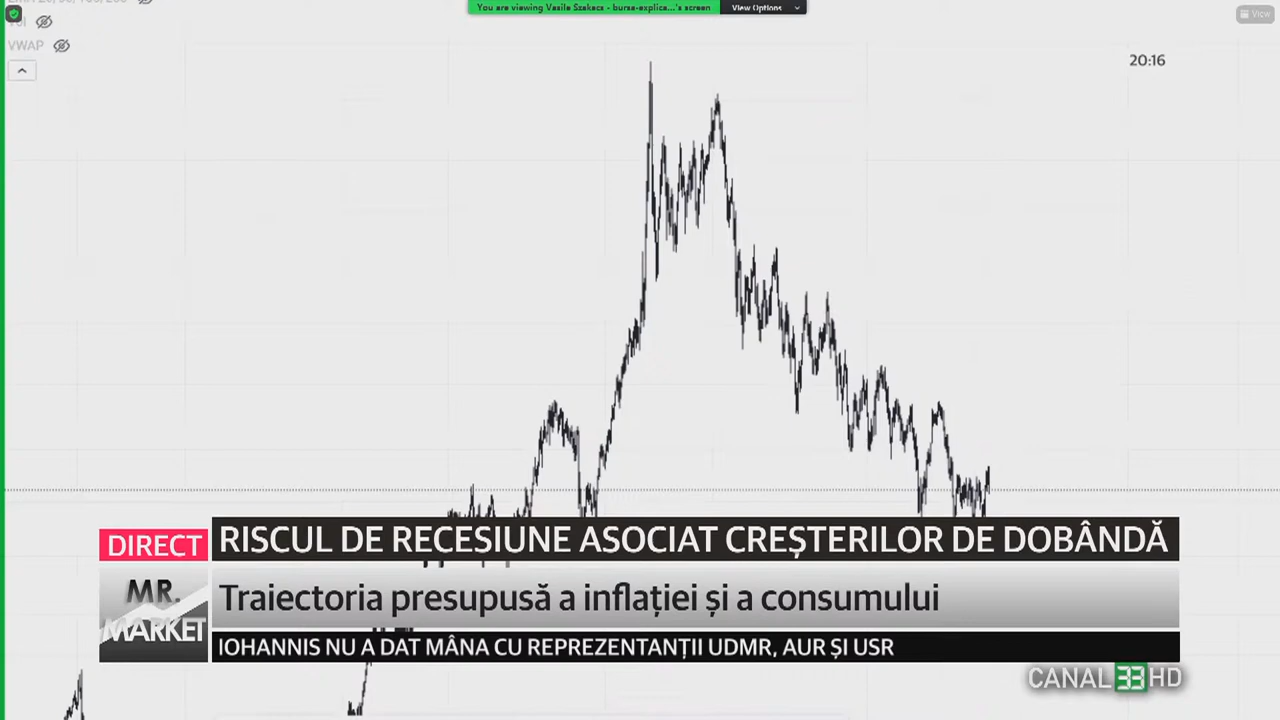 You are viewing Vasile Szakacs - bursa-explica...'s screen
View Options
View
VWAP
20:16
DIRECT
RISCUL DE RECESIUNE ASOCIAT CREȘTERILOR DE DOBÂNDĂ
MR.
MARKET
Traiectoria presupusă a inflației și a consumului
IOHANNIS NU A DAT MÂNA CU REPREZENTANȚII UDMR, AUR ȘI USR
CANAL 33 HD